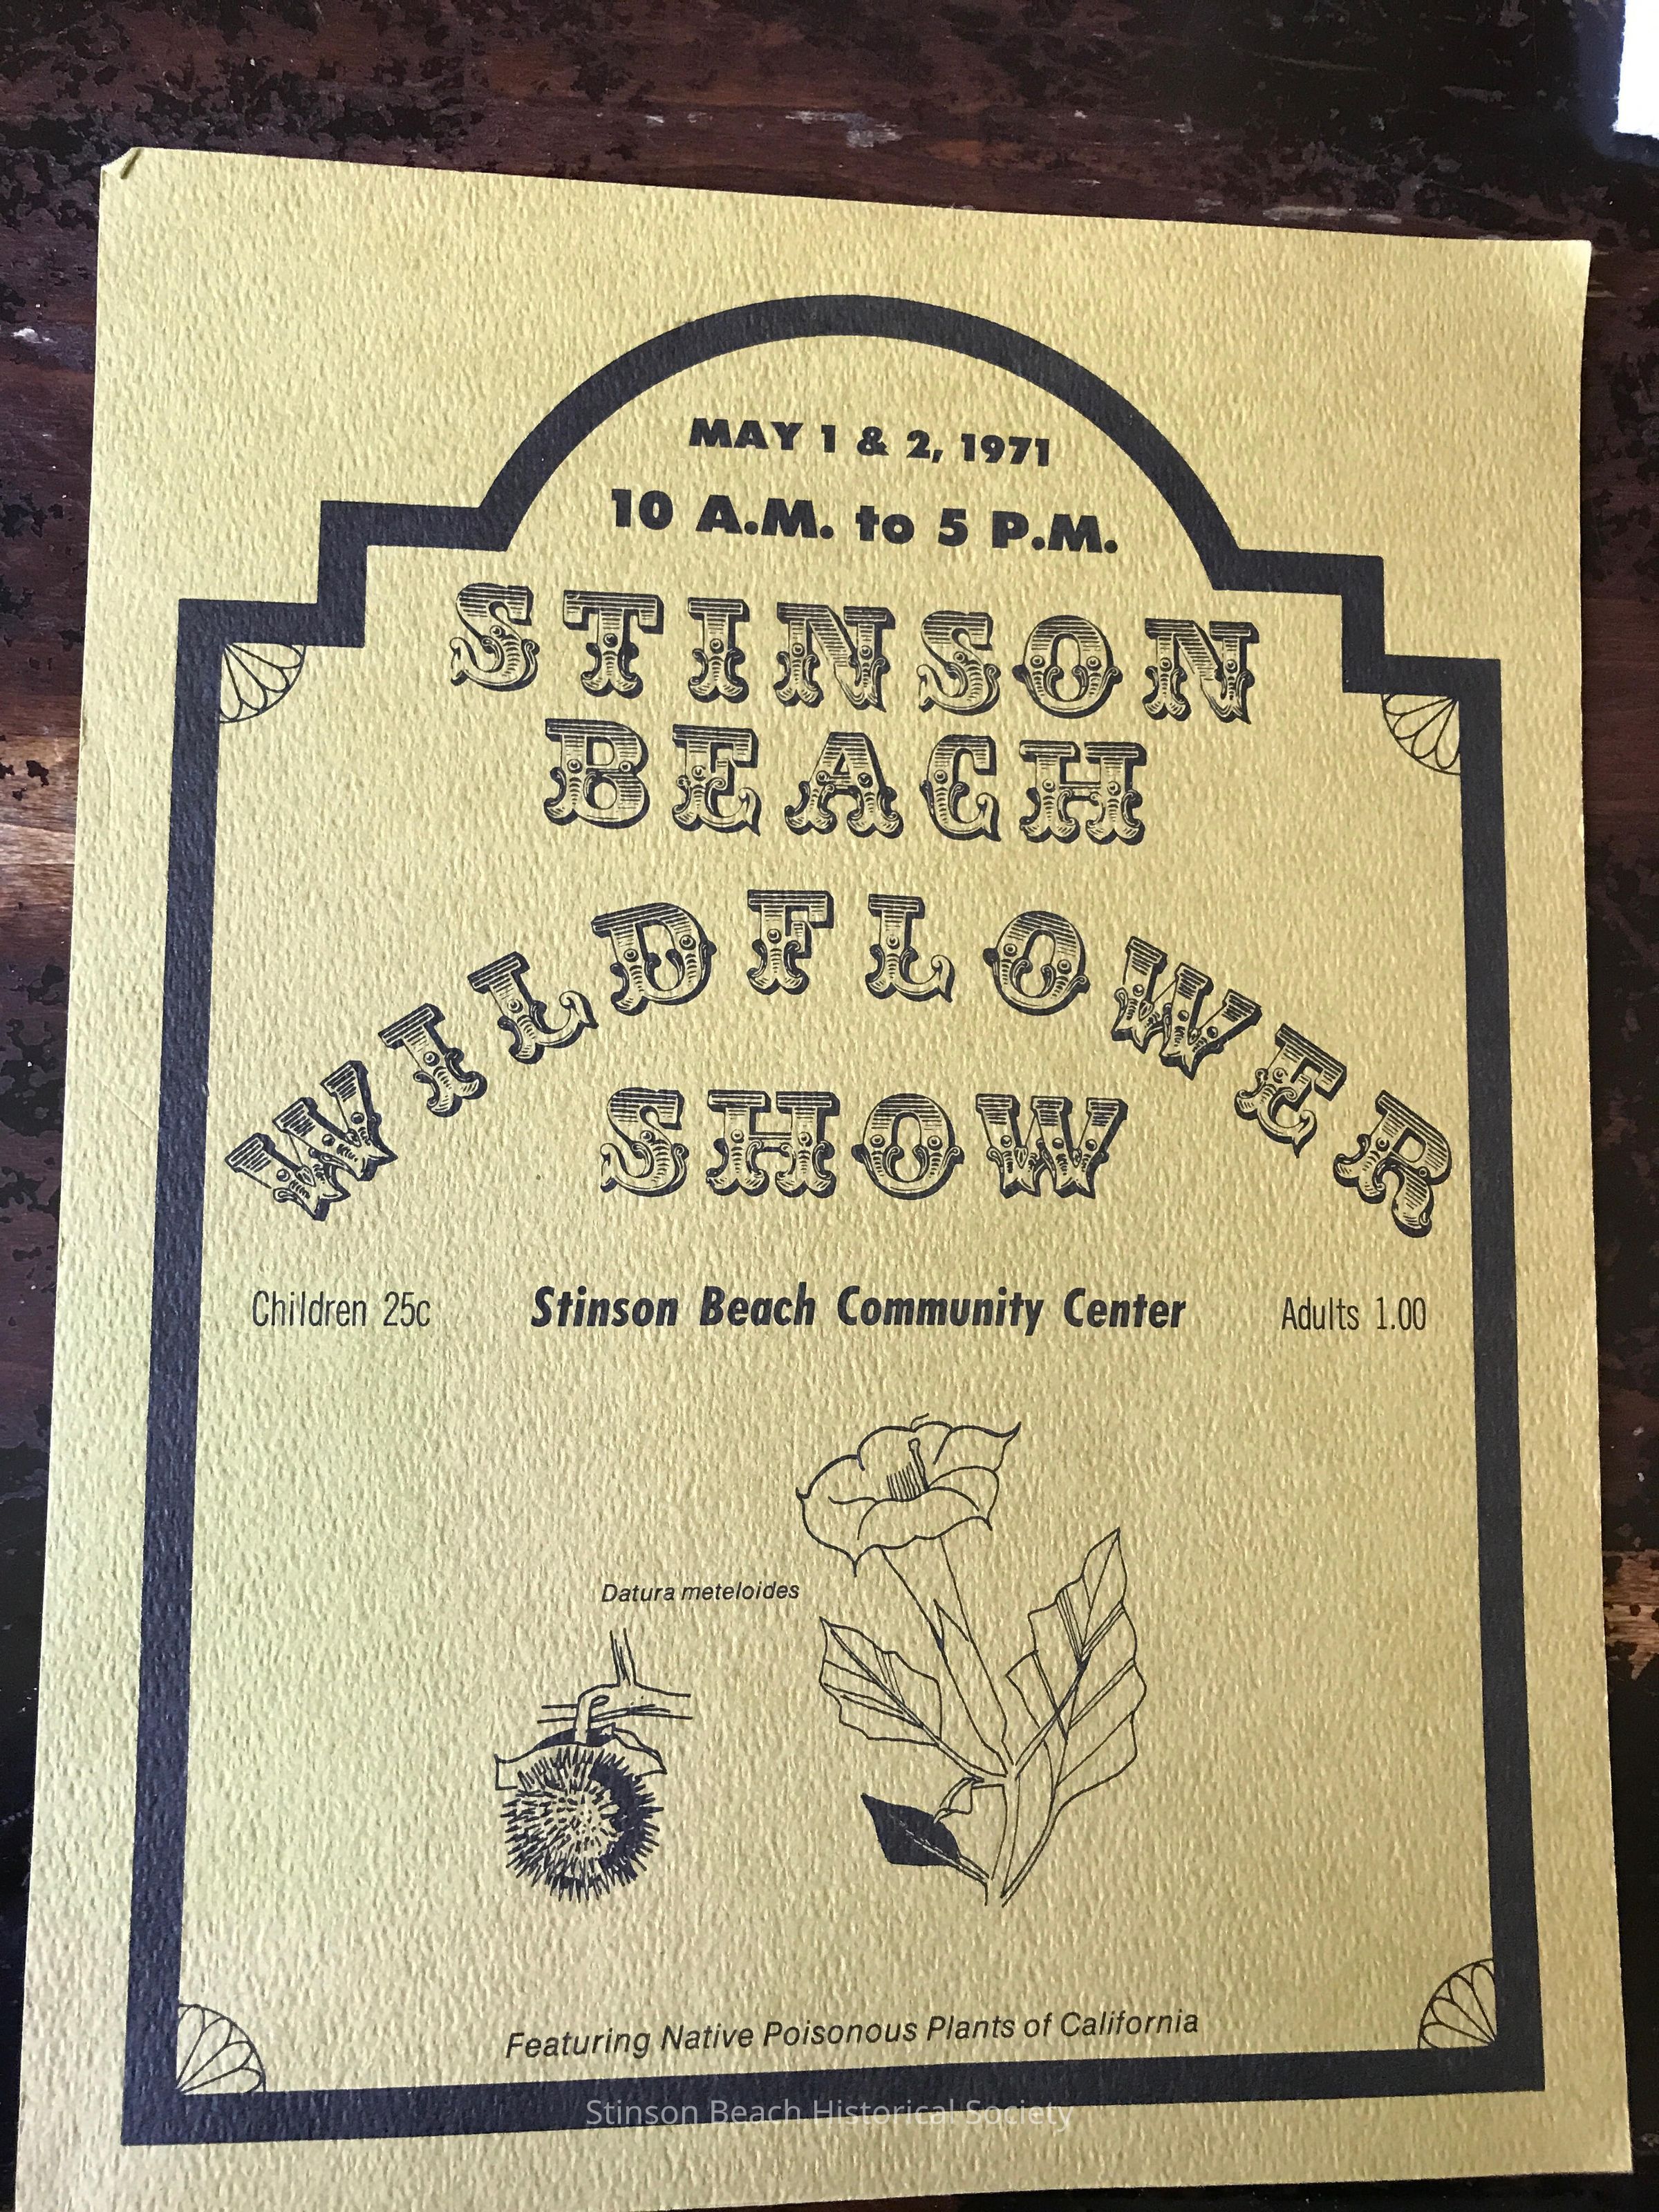 MAY 1 & 2, 1971
10 A.M. to 5 P.M.
STINSON
BEACH
WILDFLOWER
SHOW
Children 25c Stinson Beach Community Center Adults 1.00
Datura meteloides
Featuring Native Poisonous Plants of California
Stinson Beach Historical Society